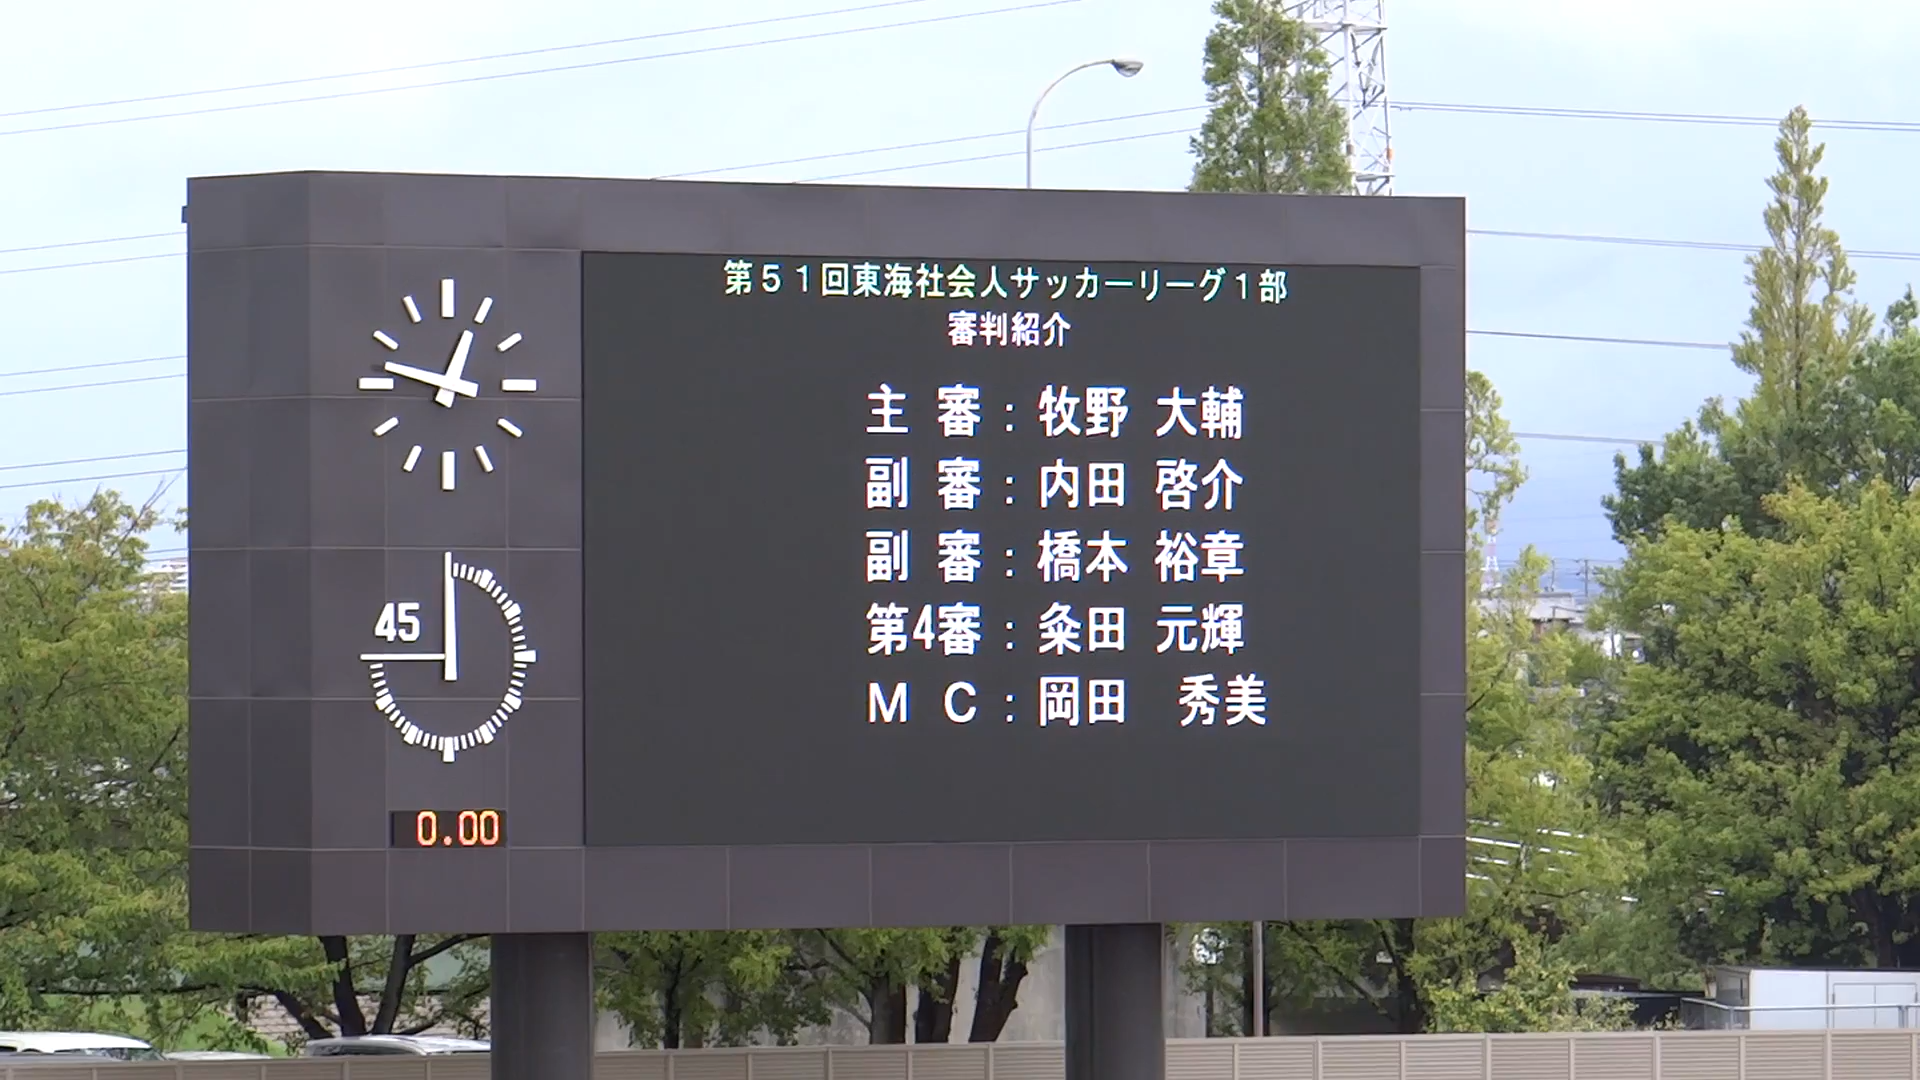 第５１回東海社会人サッカーリーグ１部
審判紹介
主 審：牧野 大輔
副 審：内田 啓介
副 審：橋本 裕章
第4審：粂田 元輝
Ｍ Ｃ：岡田　秀美
45
0.00